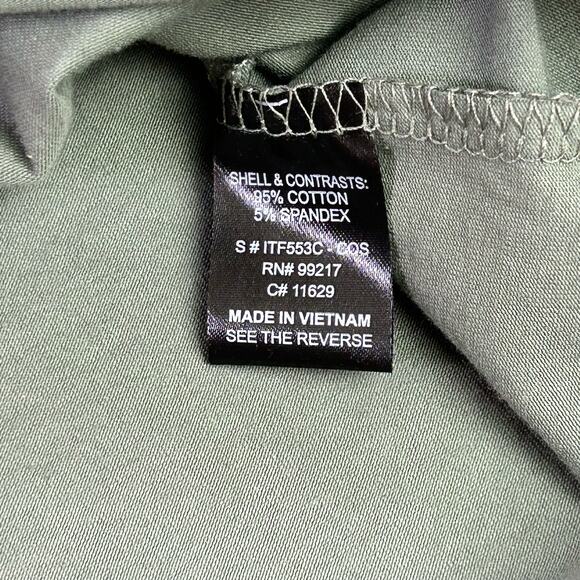 SHELL & CONTRASTS:
95% COTTON
5% SPANDEX
S # ITF553C - COS
RN# 99217
C# 11629
MADE IN VIETNAM
SEE THE REVERSE